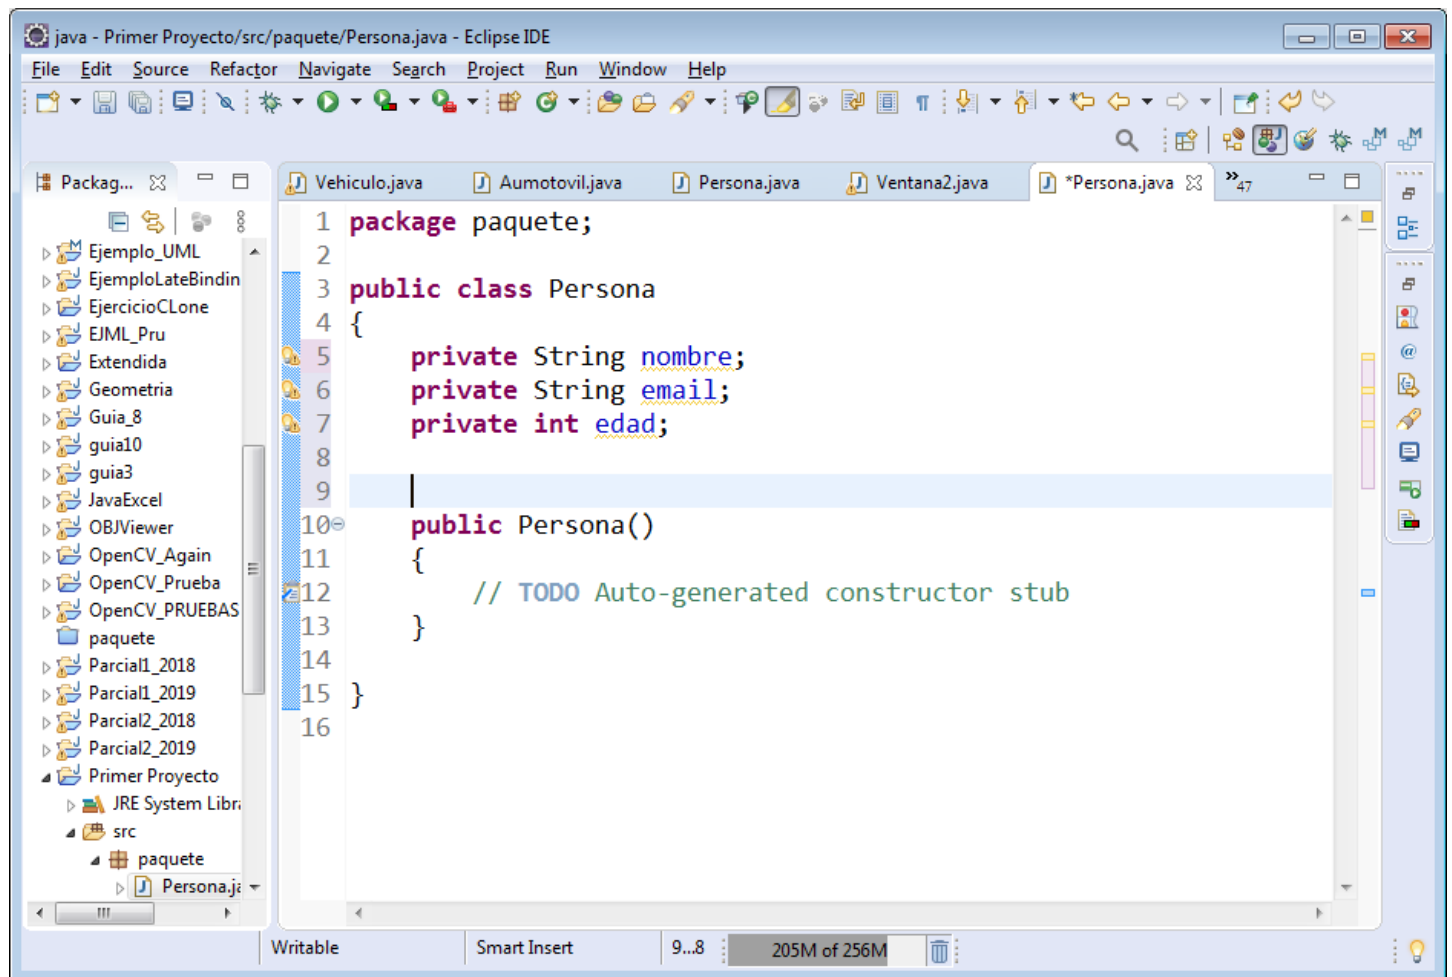 java - Primer Proyecto/src/paquete/Persona.java - Eclipse IDE
File Edit Source Refactor Navigate Search Project Run Window Help
Packag...
Vehiculo.java Aumotovil.java Persona.java Ventana2.java *Persona.java »47
Ejemplo_UML
EjemploLateBindin
EjercicioCLone
EJML_Pru
Extendida
Geometria
Guia_8
guia10
guia3
JavaExcel
OBJViewer
OpenCV_Again
OpenCV_Prueba
OpenCV_PRUEBAS
paquete
Parcial1_2018
Parcial1_2019
Parcial2_2018
Parcial2_2019
Primer Proyecto
JRE System Libr
src
paquete
Persona.ja
1 package paquete;
2
3 public class Persona
4 {
5 private String nombre;
6 private String email;
7 private int edad;
8
9
10 public Persona()
11 {
12 // TODO Auto-generated constructor stub
13 }
14
15 }
16
Writable Smart Insert 9...8 205M of 256M